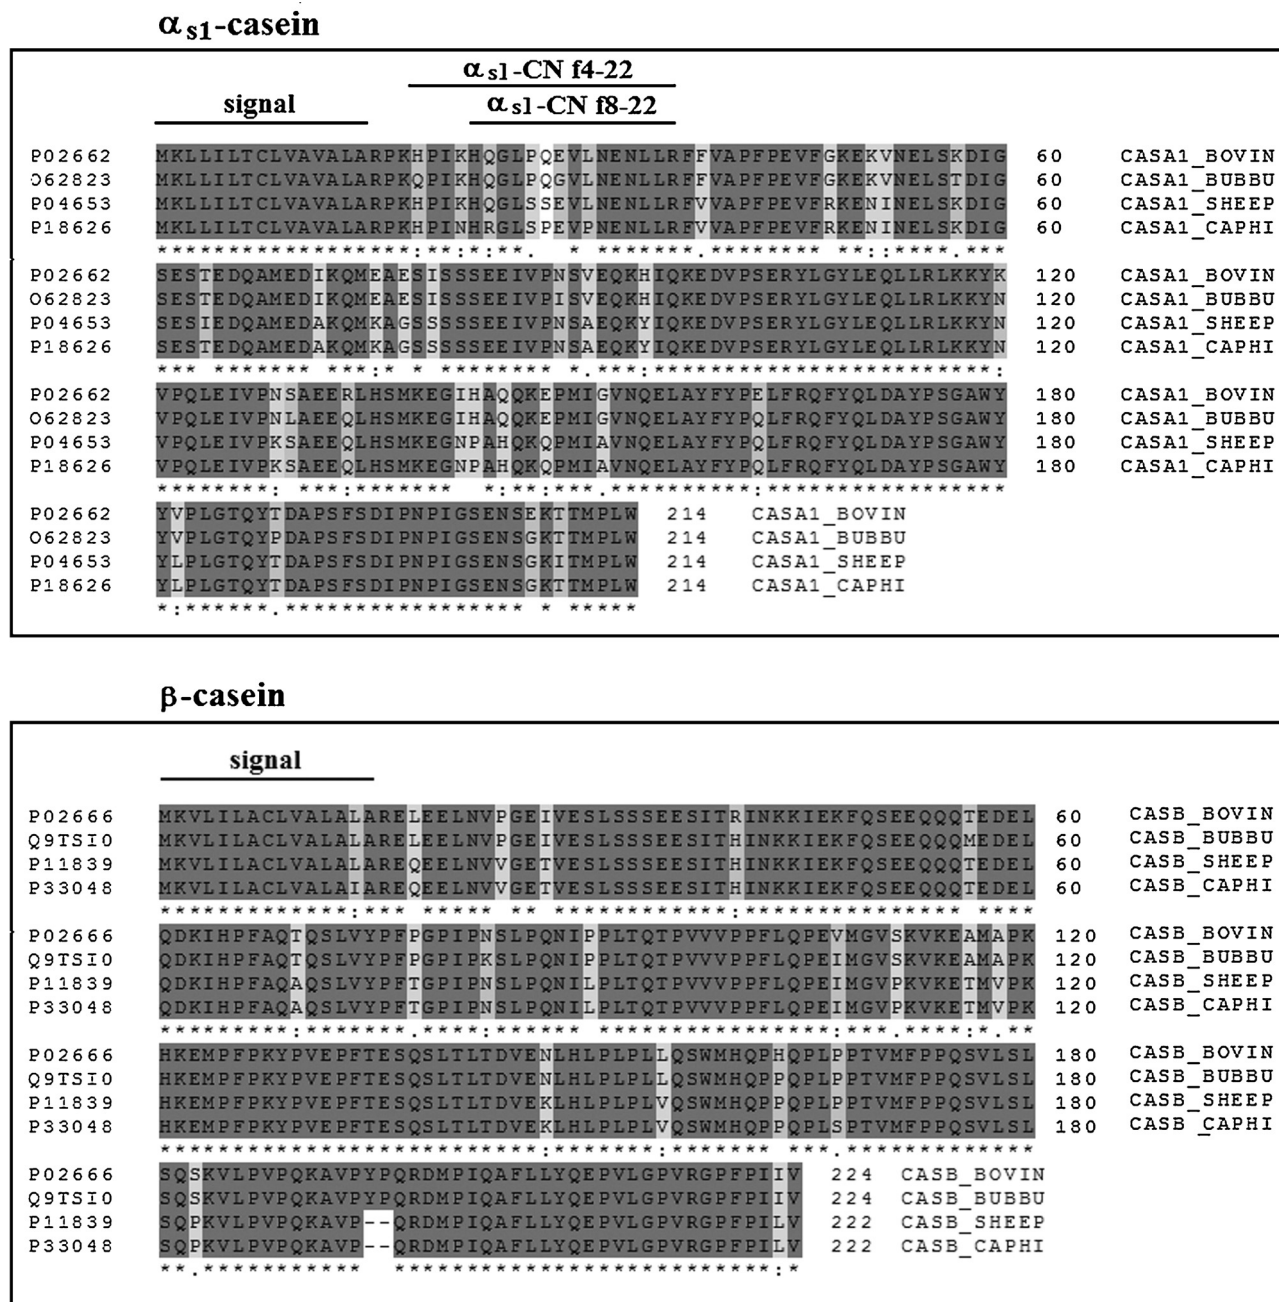 αs1-casein
αs1-CN f4-22
signal αs1-CN f8-22
P02662 MKLLILTCLVAVALARPKHPIKHQGLPQEVLNENLLRFFVAPFPEVFGKEKVNELSKDIG 60 CASA1_BOVIN
O62823 MKLLILTCLVAVALARPKQPIKHQGLPQGVLNENLLRFFVAPFPEVFGKEKVNELSTDIG 60 CASA1_BUBBU
P04653 MKLLILTCLVAVALARPKHPIKHQGLSSEVLNENLLRFVVAPFPEVFRKENINELSKDIG 60 CASA1_SHEEP
P18626 MKLLILTCLVAVALARPKHPINHRGLSPEVPNENLLRFVVAPFPEVFRKENINELSKDIG 60 CASA1_CAPHI
******************:**:*:**.  * *******.******** **::****.***
P02662 SESTEDQAMEDIKQMEAESISSSEEIVPNSVEQKHIQKEDVPSERYLGYLEQLLRLKKYK 120 CASA1_BOVIN
O62823 SESTEDQAMEDIKQMEAESISSSEEIVPISVEQKHIQKEDVPSERYLGYLEQLLRLKKYN 120 CASA1_BUBBU
P04653 SESIEDQAMEDAKQMKAGSSSSSEEIVPNSAEQKYIQKEDVPSERYLGYLEQLLRLKKYN 120 CASA1_SHEEP
P18626 SESTEDQAMEDAKQMKAGSSSSSEEIVPNSAEQKYIQKEDVPSERYLGYLEQLLRLKKYN 120 CASA1_CAPHI
*** ******* ***:* * ******** *.***:************************:
P02662 VPQLEIVPNSAEERLHSMKEGIHAQQKEPMIGVNQELAYFYPELFRQFYQLDAYPSGAWY 180 CASA1_BOVIN
O62823 VPQLEIVPNLAEEQLHSMKEGIHAQQKEPMIGVNQELAYFYPQLFRQFYQLDAYPSGAWY 180 CASA1_BUBBU
P04653 VPQLEIVPKSAEEQLHSMKEGNPAHQKQPMIAVNQELAYFYPQLFRQFYQLDAYPSGAWY 180 CASA1_SHEEP
P18626 VPQLEIVPKSAEEQLHSMKEGNPAHQKQPMIAVNQELAYFYPQLFRQFYQLDAYPSGAWY 180 CASA1_CAPHI
********: ***:*******  *:**:***.**********:*****************
P02662 YVPLGTQYTDAPSFSDIPNPIGSENSEKTTMPLW 214 CASA1_BOVIN
O62823 YVPLGTQYPDAPSFSDIPNPIGSENSGKTTMPLW 214 CASA1_BUBBU
P04653 YLPLGTQYTDAPSFSDIPNPIGSENSGKITMPLW 214 CASA1_SHEEP
P18626 YLPLGTQYTDAPSFSDIPNPIGSENSGKTTMPLW 214 CASA1_CAPHI
*:******.***************** * *****
β-casein
signal
P02666 MKVLILACLVALALARELEELNVPGEIVESLSSSEESITRINKKIEKFQSEEQQQTEDEL 60 CASB_BOVIN
Q9TSI0 MKVLILACLVALALARELEELNVPGEIVESLSSSEESITHINKKIEKFQSEEQQQMEDEL 60 CASB_BUBBU
P11839 MKVLILACLVALALAREQEELNVVGETVESLSSSEESITHINKKIEKFQSEEQQQTEDEL 60 CASB_SHEEP
P33048 MKVLILACLVALAIAREQEELNVVGETVESLSSSEESITHINKKIEKFQSEEQQQTEDEL 60 CASB_CAPHI
*************:*** ***** ** ************:*************** ****
P02666 QDKIHPFAQTQSLVYPFPGPIPNSLPQNIPPLTQTPVVVPPFLQPEVMGVSKVKEAMAPK 120 CASB_BOVIN
Q9TSI0 QDKIHPFAQTQSLVYPFPGPIPKSLPQNIPPLTQTPVVVPPFLQPEIMGVSKVKEAMAPK 120 CASB_BUBBU
P11839 QDKIHPFAQAQSLVYPFTGPIPNSLPQNILPLTQTPVVVPPFLQPEIMGVPKVKETMVPK 120 CASB_SHEEP
P33048 QDKIHPFAQAQSLVYPFTGPIPNSLPQNILPLTQTPVVVPPFLQPEIMGVPKVKETMVPK 120 CASB_CAPHI
*********:*******.****:****** ****************:***.****:*.**
P02666 HKEMPFPKYPVEPFTESQSLTLTDVENLHLPLPLLQSWMHQPHQPLPPTVMFPPQSVLSL 180 CASB_BOVIN
Q9TSI0 HKEMPFPKYPVEPFTESQSLTLTDVENLHLPLPLLQSWMHQPPQPLPPTVMFPPQSVLSL 180 CASB_BUBBU
P11839 HKEMPFPKYPVEPFTESQSLTLTDVEKLHLPLPLVQSWMHQPPQPLPPTVMFPPQSVLSL 180 CASB_SHEEP
P33048 HKEMPFPKYPVEPFTESQSLTLTDVEKLHLPLPLVQSWMHQPPQPLSPTVMFPPQSVLSL 180 CASB_CAPHI
**************************:*******:******* ***.*************
P02666 SQSKVLPVPQKAVPYPQRDMPIQAFLLYQEPVLGPVRGPFPIIV 224 CASB_BOVIN
Q9TSI0 SQSKVLPVPQKAVPYPQRDMPIQAFLLYQEPVLGPVRGPFPIIV 224 CASB_BUBBU
P11839 SQPKVLPVPQKAVP--QRDMPIQAFLLYQEPVLGPVRGPFPILV 222 CASB_SHEEP
P33048 SQPKVLPVPQKAVP--QRDMPIQAFLLYQEPVLGPVRGPFPILV 222 CASB_CAPHI
**.***********  **************************:*